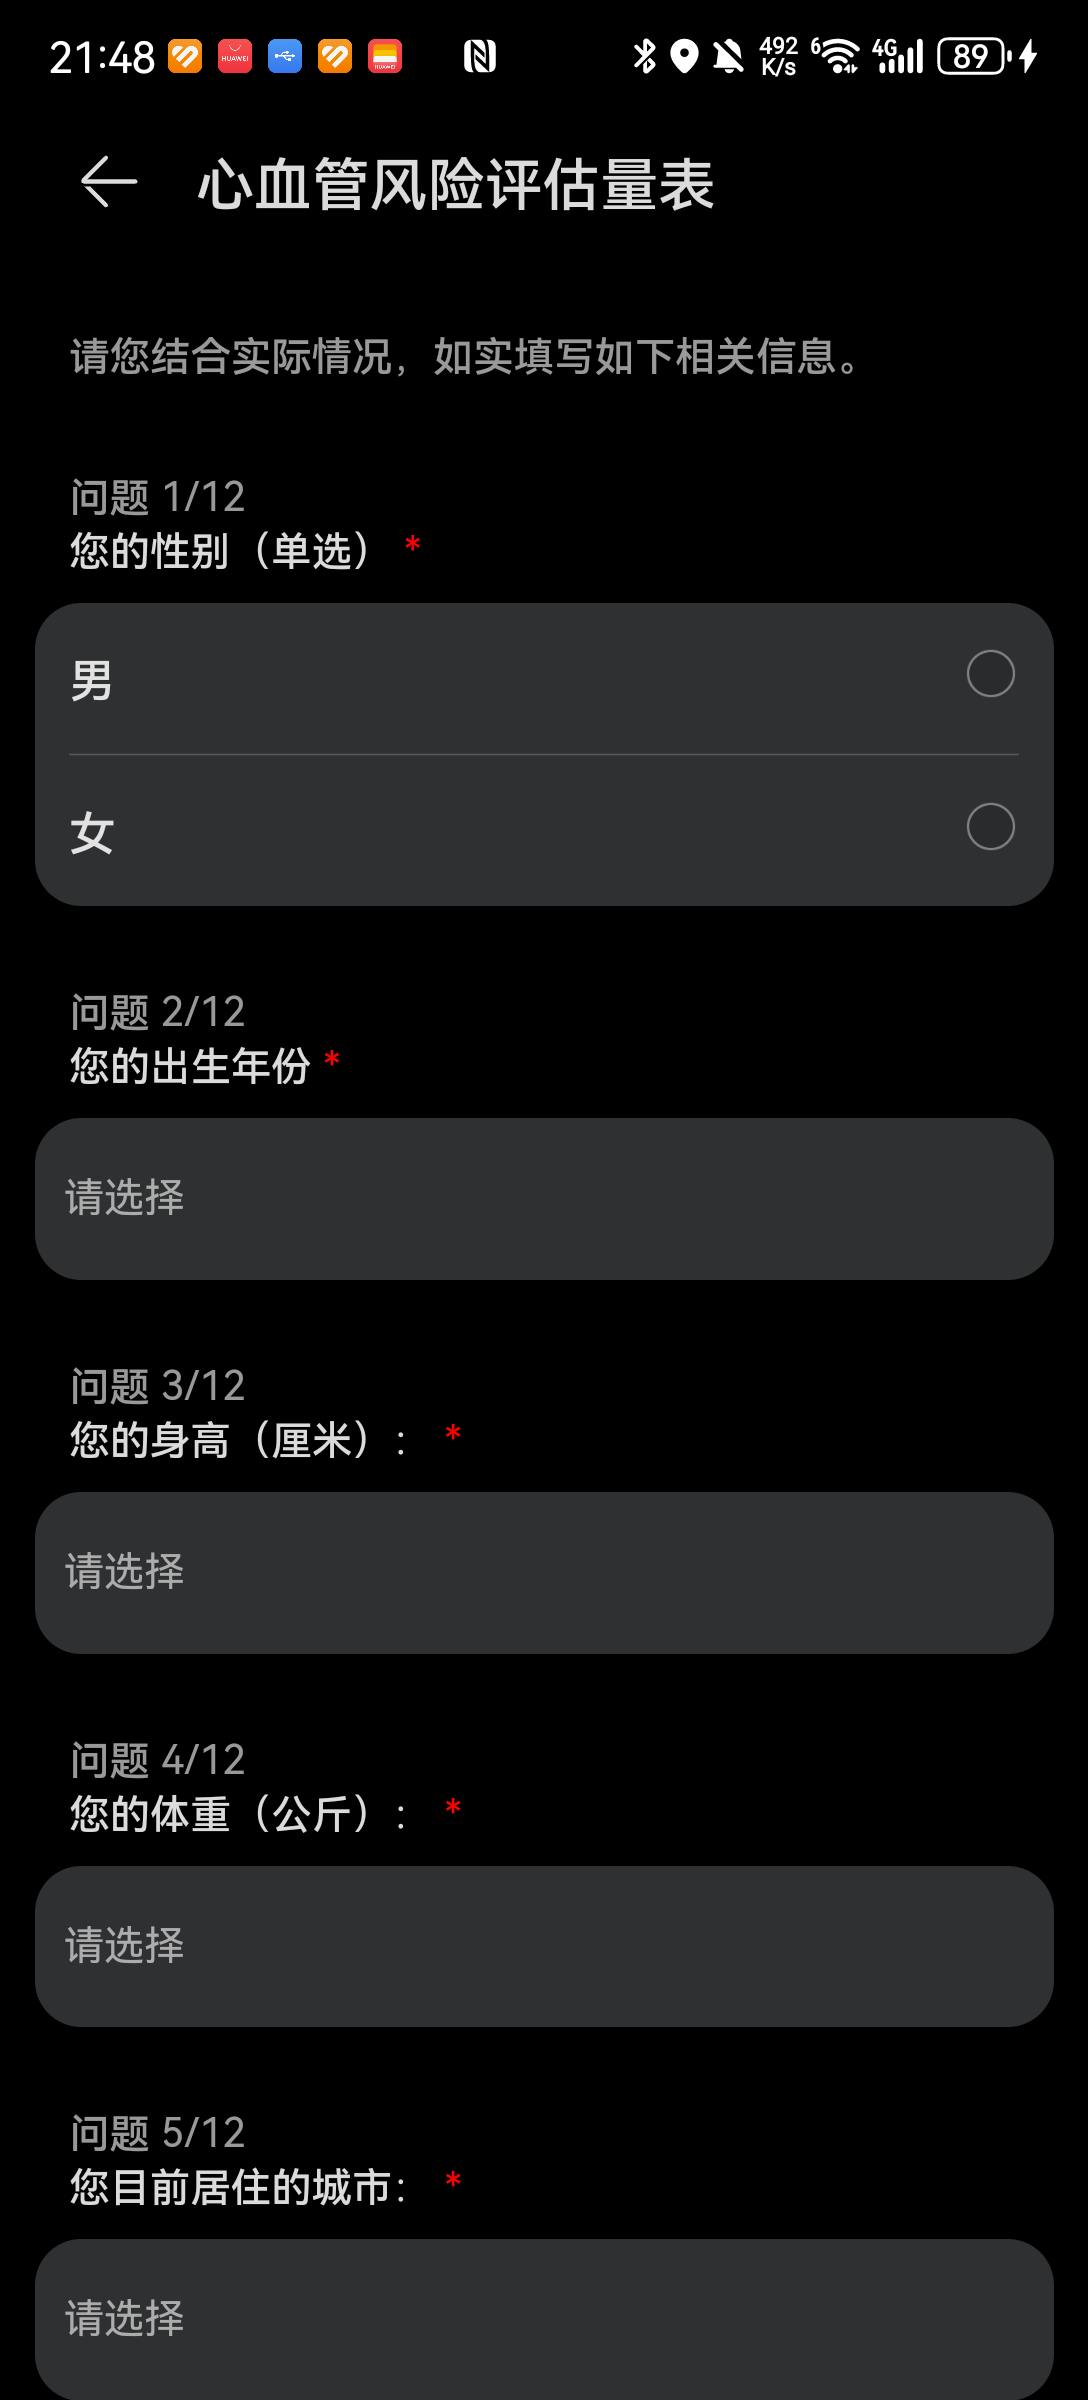 21:48
HUAWEI
HUAWEI
492
K/s
6
4G
89
心血管风险评估量表
请您结合实际情况，如实填写如下相关信息。
问题 1/12
您的性别（单选） *
男
女
问题 2/12
您的出生年份 *
请选择
问题 3/12
您的身高（厘米）： *
请选择
问题 4/12
您的体重（公斤）： *
请选择
问题 5/12
您目前居住的城市： *
请选择